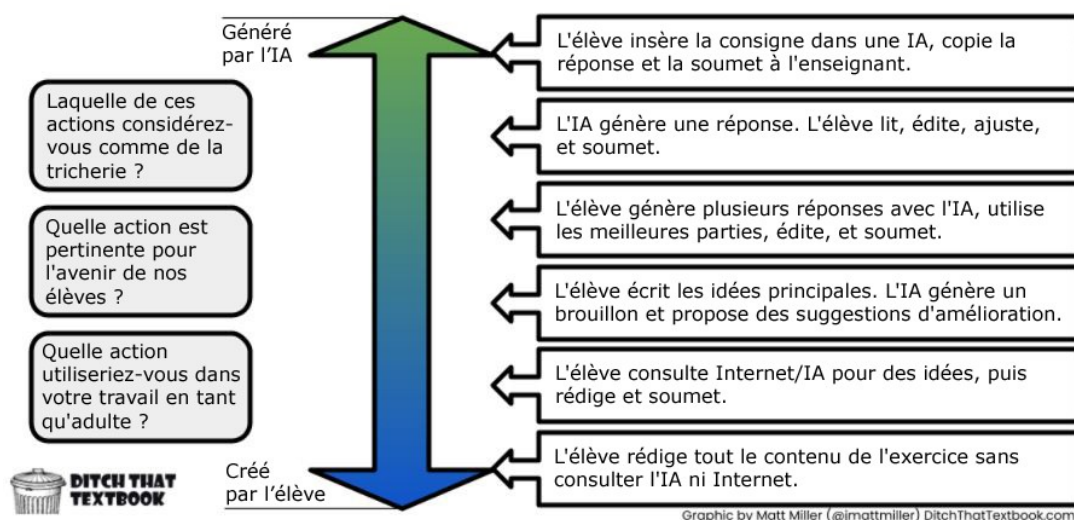 Généré
par l’IA
L'élève insère la consigne dans une IA, copie la
réponse et la soumet à l'enseignant.
Laquelle de ces
actions considérez-
vous comme de la
tricherie ?
L'IA génère une réponse. L'élève lit, édite, ajuste,
et soumet.
Quelle action est
pertinente pour
l'avenir de nos
élèves ?
L'élève génère plusieurs réponses avec l'IA, utilise
les meilleures parties, édite, et soumet.
L'élève écrit les idées principales. L'IA génère un
brouillon et propose des suggestions d'amélioration.
Quelle action
utiliseriez-vous dans
votre travail en tant
qu'adulte ?
L'élève consulte Internet/IA pour des idées, puis
rédige et soumet.
Créé
par l’élève
L'élève rédige tout le contenu de l'exercice sans
consulter l'IA ni Internet.
DITCH THAT
TEXTBOOK
Graphic by Matt Miller (@jmattmiller) DitchThatTextbook.com